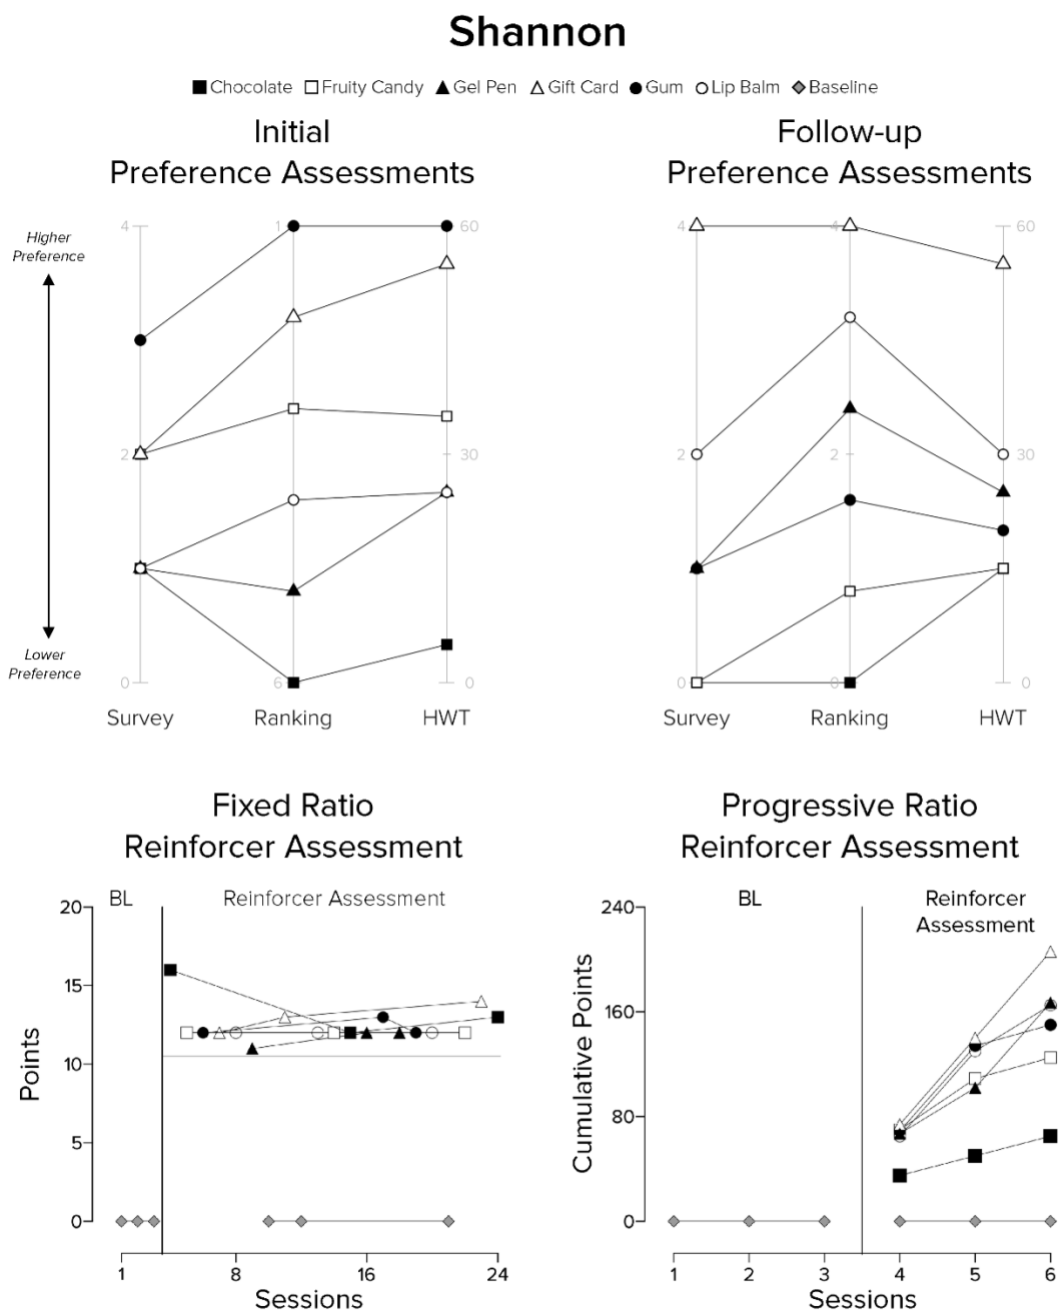 Shannon
Chocolate Fruity Candy Gel Pen Gift Card Gum Lip Balm Baseline
Initial
Preference Assessments
Higher
Preference
Lower
Preference
4
2
0
1
6
60
30
0
Survey Ranking HWT
Follow-up
Preference Assessments
4
2
0
4
2
0
60
30
0
Survey Ranking HWT
Fixed Ratio
Reinforcer Assessment
BL Reinforcer Assessment
Points
20
15
10
5
0
1 8 16 24
Sessions
Progressive Ratio
Reinforcer Assessment
BL Reinforcer
Assessment
Cumulative Points
240
160
80
0
1 2 3 4 5 6
Sessions